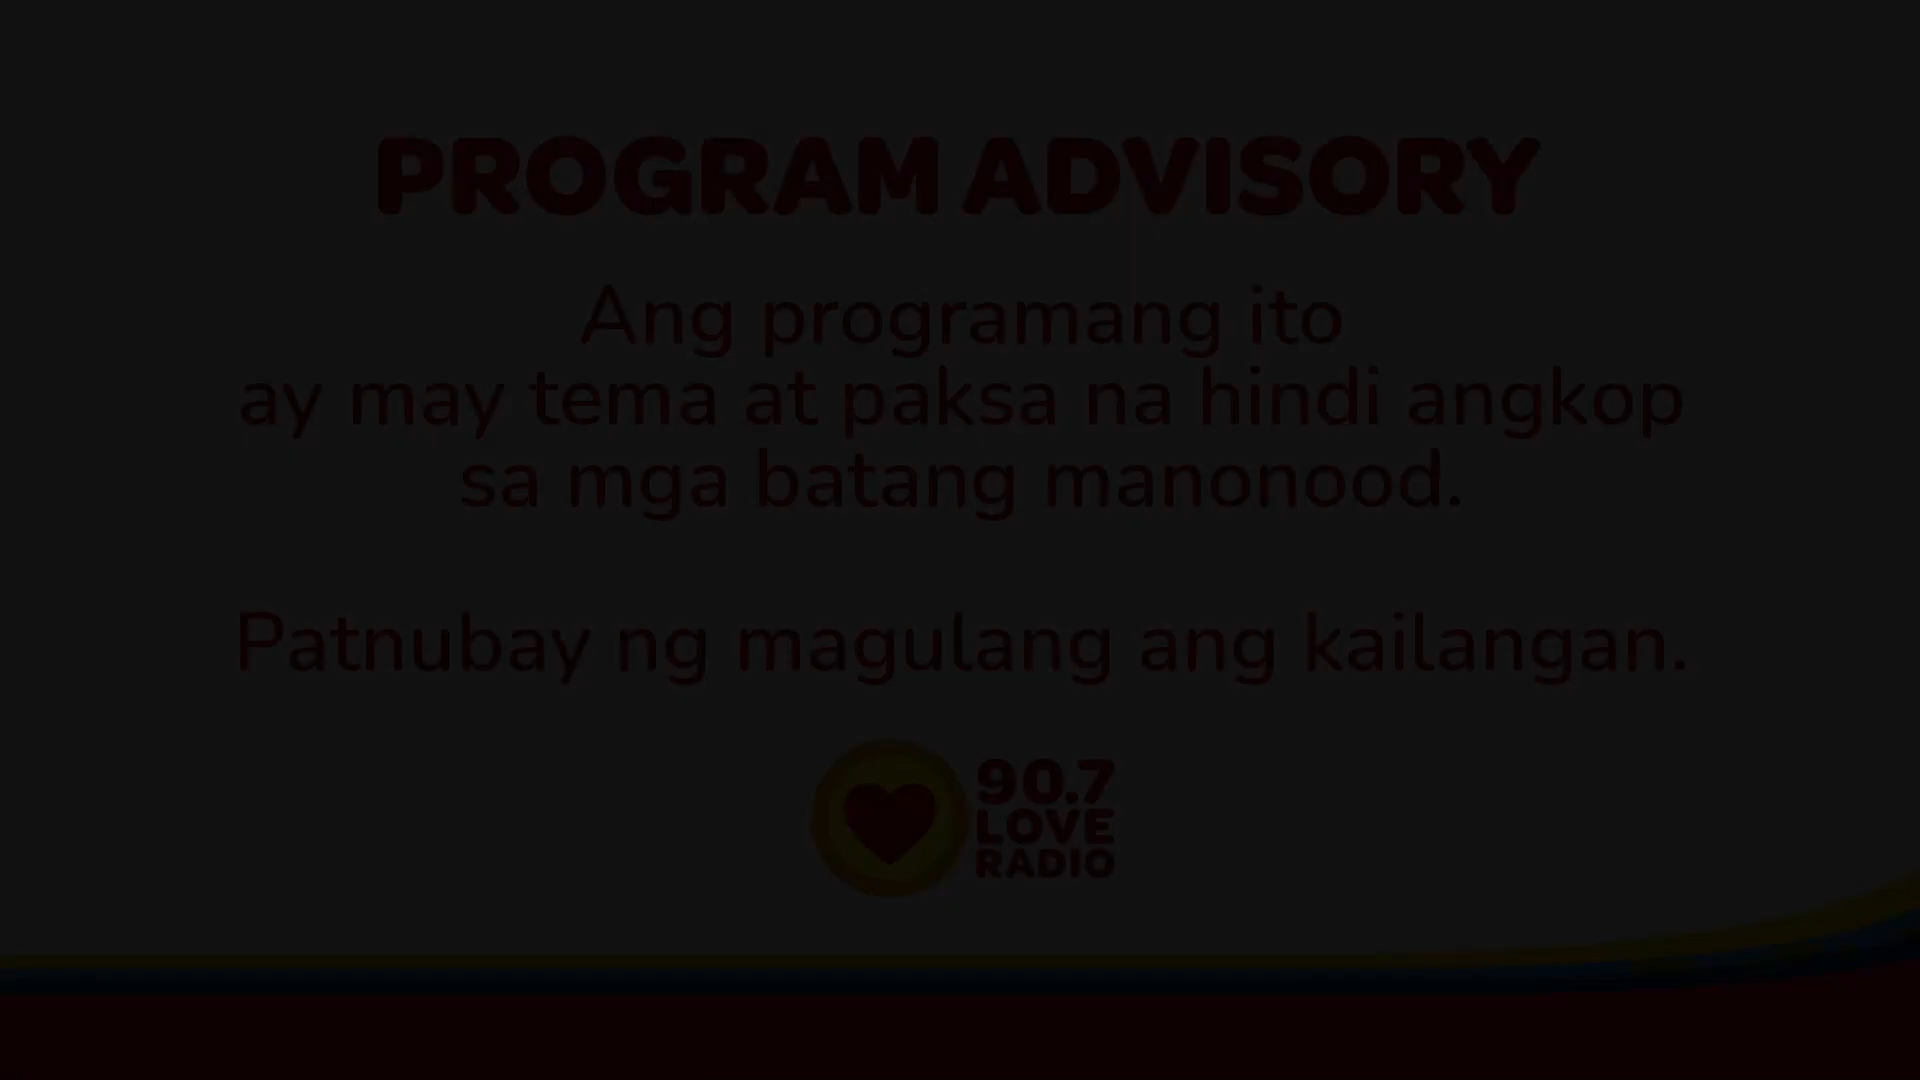 PROGRAM ADVISORY
Ang programang ito
ay may tema at paksa na hindi angkop
sa mga batang manonood.
Patnubay ng magulang ang kailangan.
90.7
LOVE
RADIO